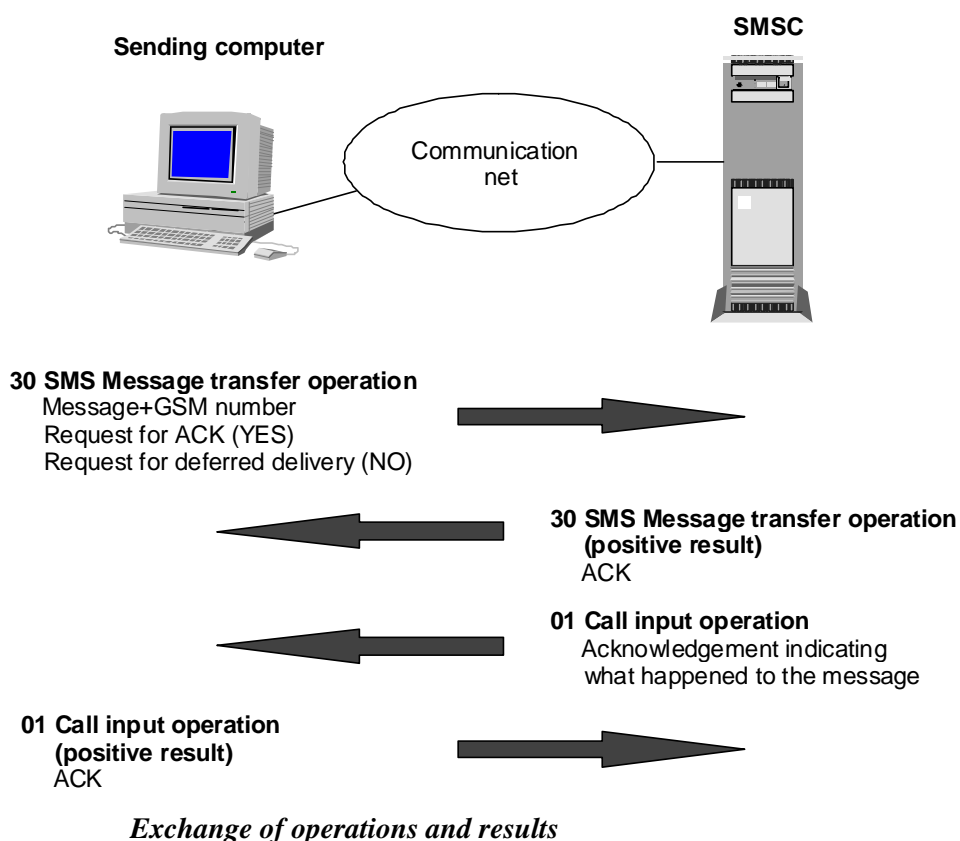 SMSC
Sending computer
Communication
net
30 SMS Message transfer operation
Message+GSM number
Request for ACK (YES)
Request for deferred delivery (NO)
30 SMS Message transfer operation
(positive result)
ACK
01 Call input operation
Acknowledgement indicating
what happened to the message
01 Call input operation
(positive result)
ACK
Exchange of operations and results